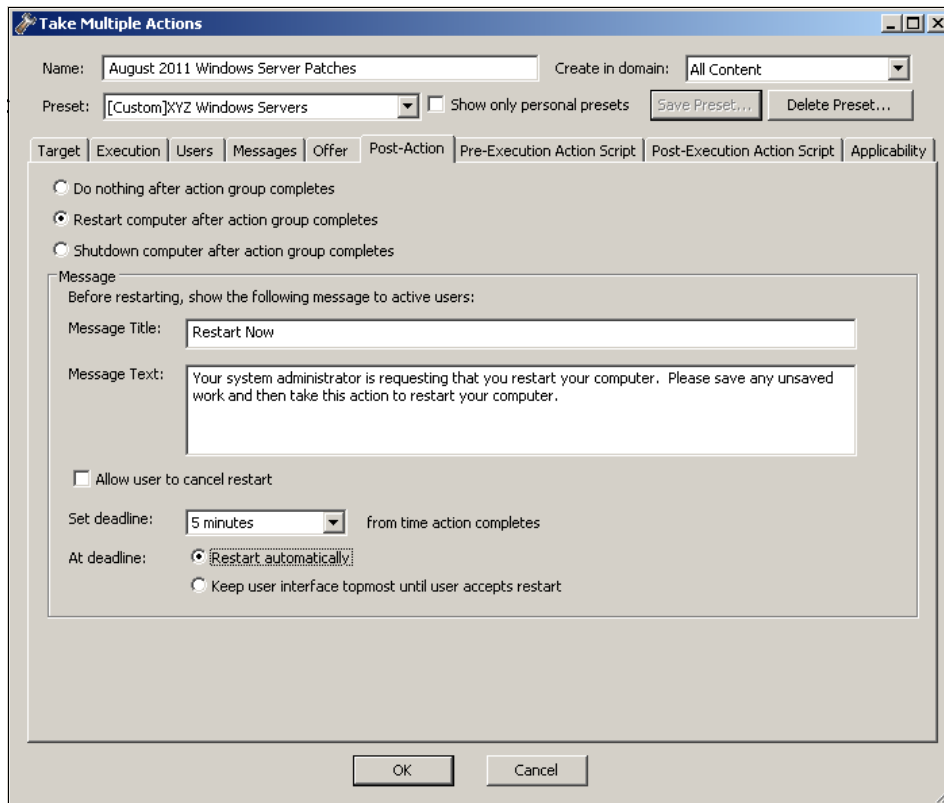 Take Multiple Actions
Name: August 2011 Windows Server Patches Create in domain: All Content
Preset: [Custom]XYZ Windows Servers Show only personal presets Save Preset... Delete Preset...
Target Execution Users Messages Offer Post-Action Pre-Execution Action Script Post-Execution Action Script Applicability
Do nothing after action group completes
Restart computer after action group completes
Shutdown computer after action group completes
Message
Before restarting, show the following message to active users:
Message Title: Restart Now
Message Text: Your system administrator is requesting that you restart your computer.  Please save any unsaved
work and then take this action to restart your computer.
Allow user to cancel restart
Set deadline: 5 minutes from time action completes
At deadline: Restart automatically
Keep user interface topmost until user accepts restart
OK Cancel